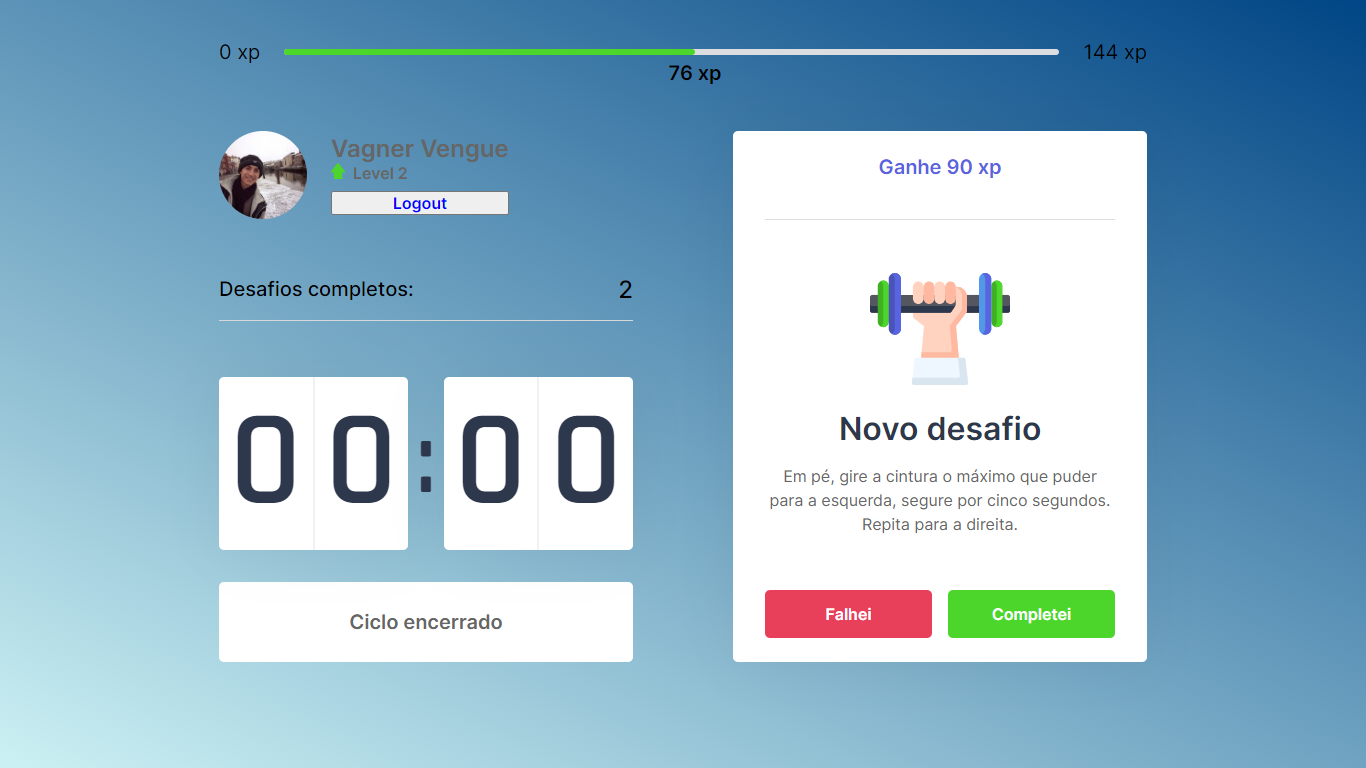 0 xp
144 xp
76 xp
Vagner Vengue
Level 2
Logout
Desafios completos: 2
00:00
Ciclo encerrado
Ganhe 90 xp
Novo desafio
Em pé, gire a cintura o máximo que puder
para a esquerda, segure por cinco segundos.
Repita para a direita.
Falhei
Completei